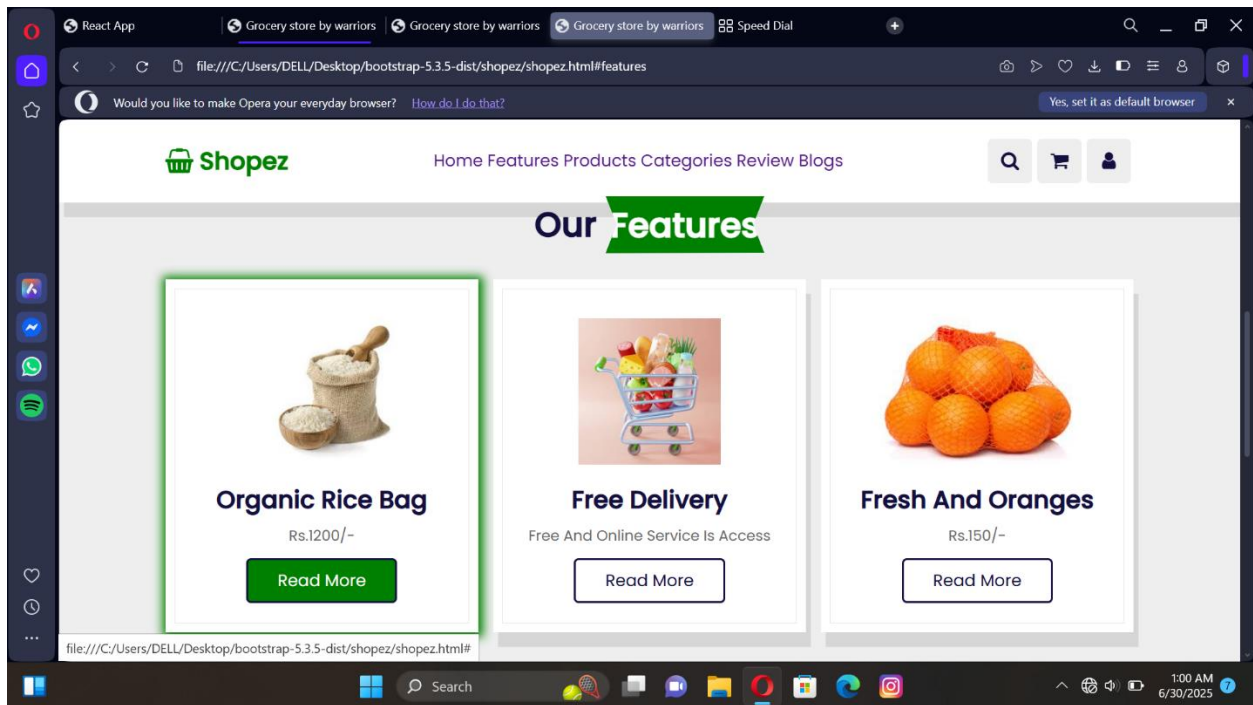 React App
Grocery store by warriors
Grocery store by warriors
Grocery store by warriors
Speed Dial
file:///C:/Users/DELL/Desktop/bootstrap-5.3.5-dist/shopez/shopez.html#features
Would you like to make Opera your everyday browser? How do I do that? Yes, set it as default browser
Shopez
Home Features Products Categories Review Blogs
Our Features
Organic Rice Bag
Rs.1200/-
Read More
Free Delivery
Free And Online Service Is Access
Read More
Fresh And Oranges
Rs.150/-
Read More
file:///C:/Users/DELL/Desktop/bootstrap-5.3.5-dist/shopez/shopez.html#
Search
1:00 AM
6/30/2025
7